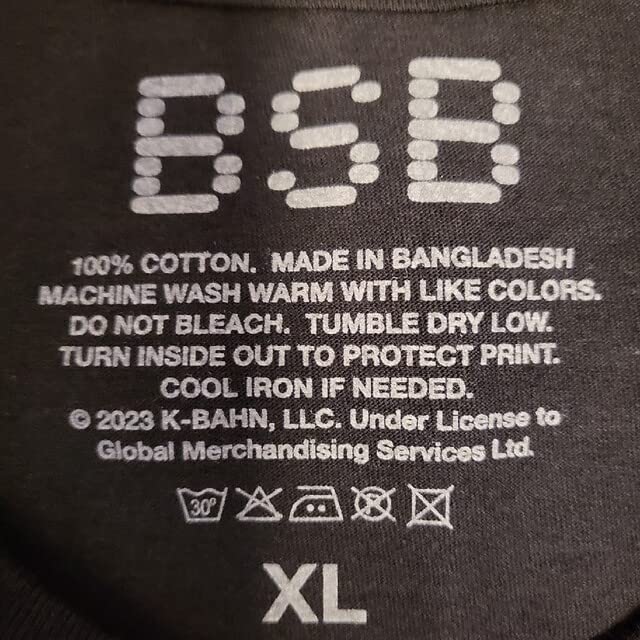 BSB
100% COTTON. MADE IN BANGLADESH
MACHINE WASH WARM WITH LIKE COLORS.
DO NOT BLEACH. TUMBLE DRY LOW.
TURN INSIDE OUT TO PROTECT PRINT.
COOL IRON IF NEEDED.
© 2023 K-BAHN, LLC. Under License to
Global Merchandising Services Ltd.
30°
XL